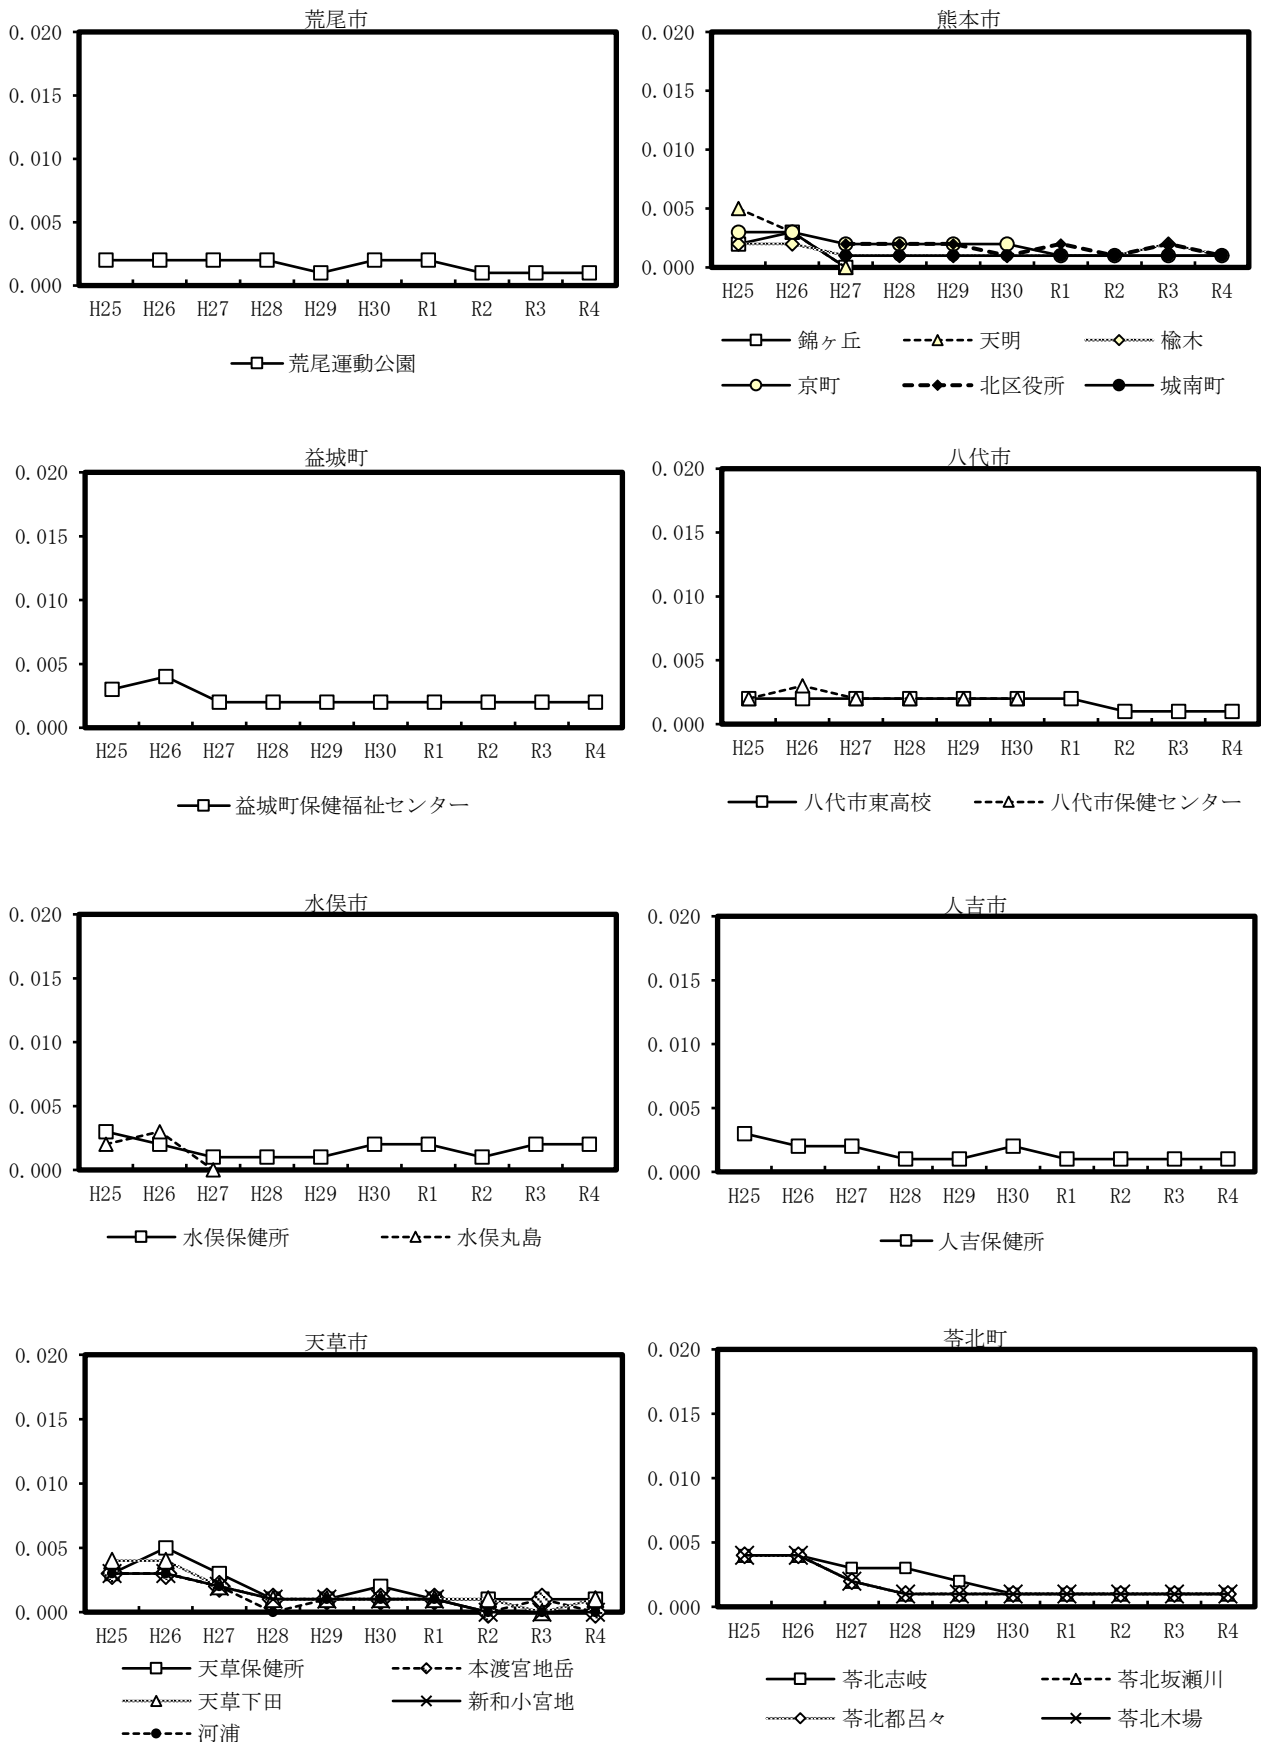 荒尾市
0.020
0.015
0.010
0.005
0.000
H25 H26 H27 H28 H29 H30 R1 R2 R3 R4
荒尾運動公園
熊本市
0.020
0.015
0.010
0.005
0.000
H25 H26 H27 H28 H29 H30 R1 R2 R3 R4
錦ヶ丘 天明 楡木
京町 北区役所 城南町
益城町
0.020
0.015
0.010
0.005
0.000
H25 H26 H27 H28 H29 H30 R1 R2 R3 R4
益城町保健福祉センター
八代市
0.020
0.015
0.010
0.005
0.000
H25 H26 H27 H28 H29 H30 R1 R2 R3 R4
八代市東高校 八代市保健センター
水俣市
0.020
0.015
0.010
0.005
0.000
H25 H26 H27 H28 H29 H30 R1 R2 R3 R4
水俣保健所 水俣丸島
人吉市
0.020
0.015
0.010
0.005
0.000
H25 H26 H27 H28 H29 H30 R1 R2 R3 R4
人吉保健所
天草市
0.020
0.015
0.010
0.005
0.000
H25 H26 H27 H28 H29 H30 R1 R2 R3 R4
天草保健所 本渡宮地岳
天草下田 新和小宮地
河浦
苓北町
0.020
0.015
0.010
0.005
0.000
H25 H26 H27 H28 H29 H30 R1 R2 R3 R4
苓北志岐 苓北坂瀬川
苓北都呂々 苓北木場